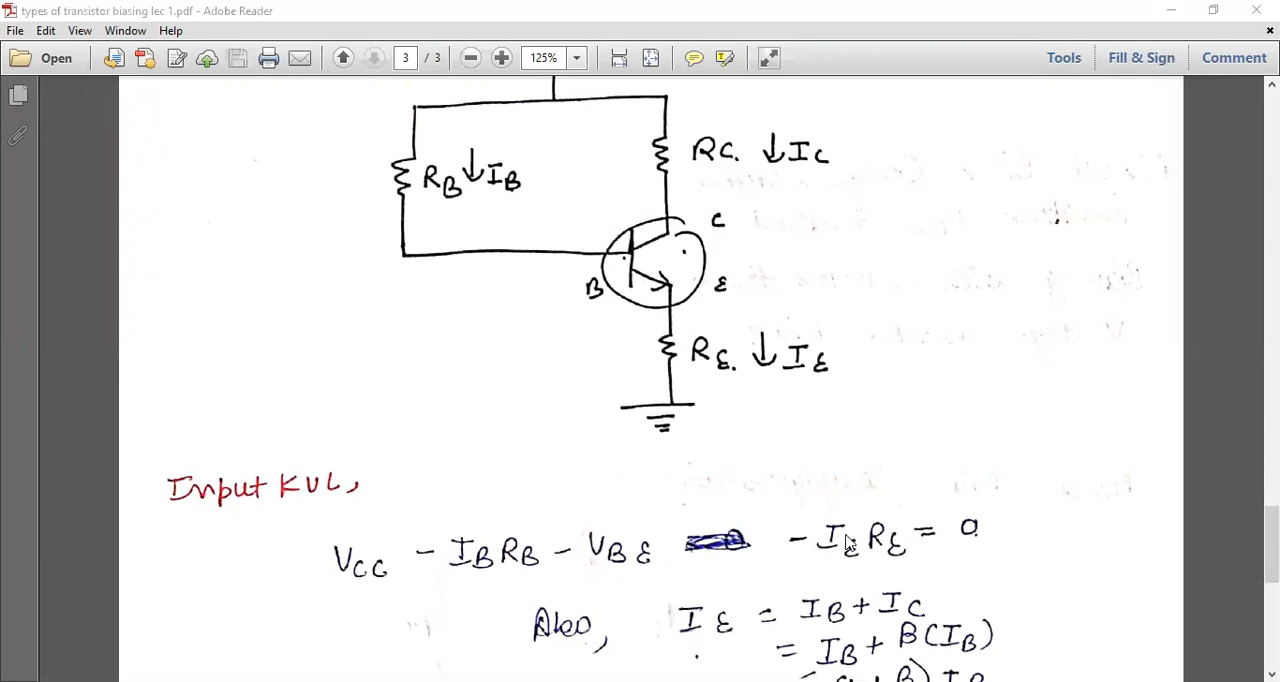 types of transistor biasing lec 1.pdf - Adobe Reader
File Edit View Window Help
Open 3 / 3 125% Tools Fill & Sign Comment
RB ↓IB
RC. ↓IC
C
B
E
RE. ↓IE
Input KVL,
VCC - IBRB - VBE - IERE = 0
Also, IE = IB + IC
= IB + B(IB)